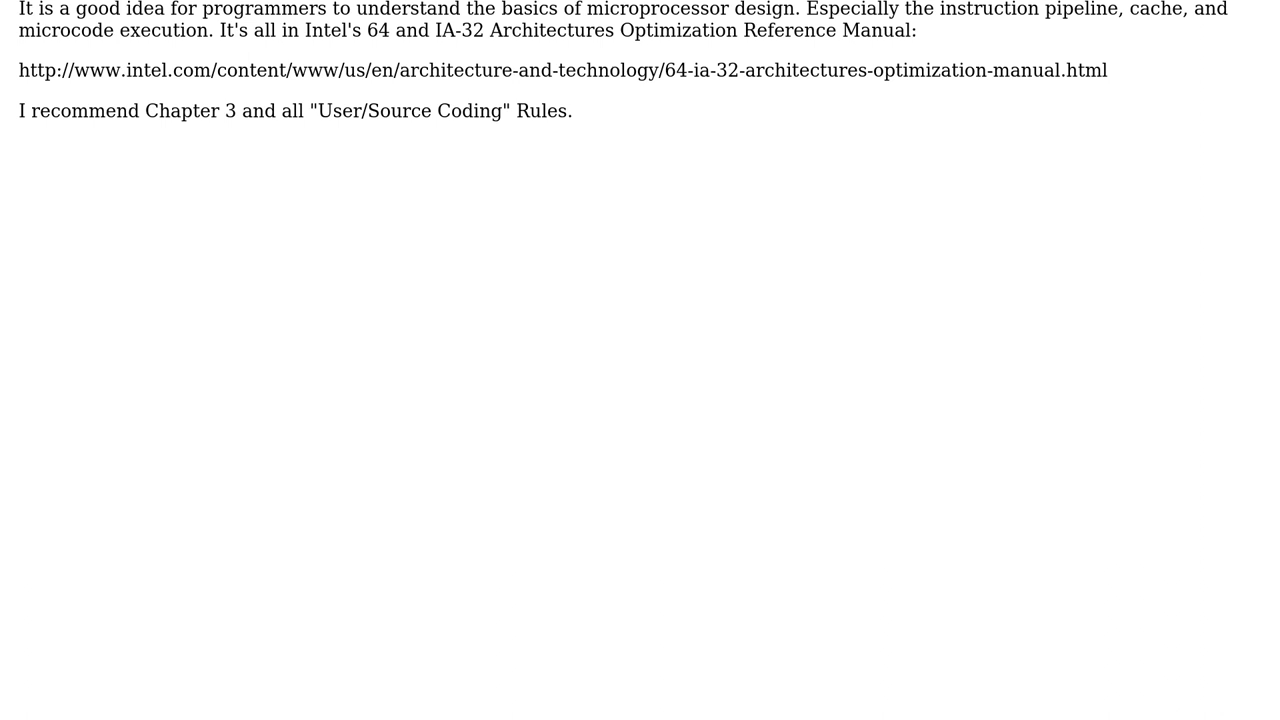 It is a good idea for programmers to understand the basics of microprocessor design. Especially the instruction pipeline, cache, and
microcode execution. It's all in Intel's 64 and IA-32 Architectures Optimization Reference Manual:
http://www.intel.com/content/www/us/en/architecture-and-technology/64-ia-32-architectures-optimization-manual.html
I recommend Chapter 3 and all "User/Source Coding" Rules.